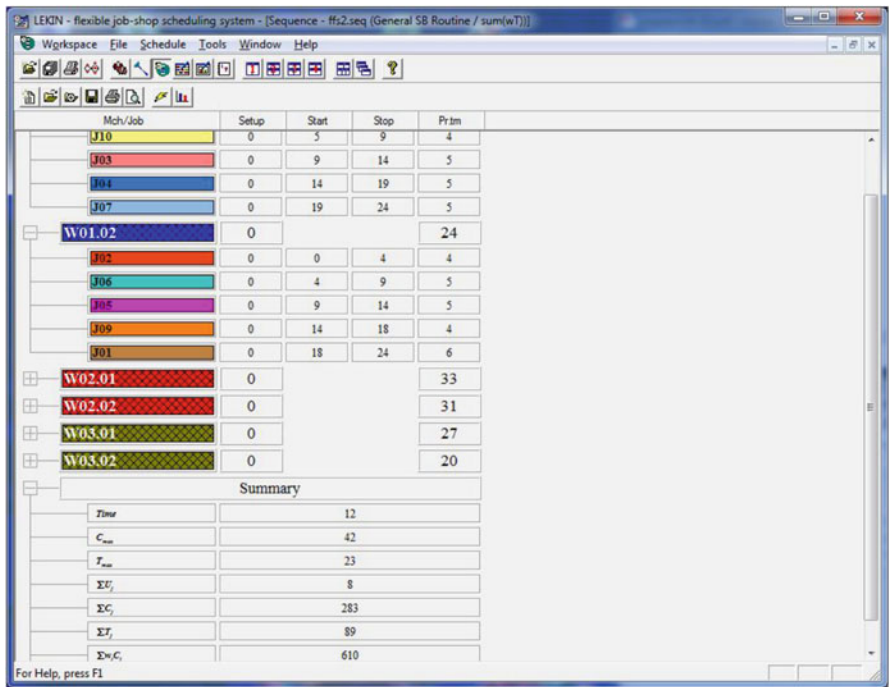 LEKIN - flexible job-shop scheduling system - [Sequence - ffs2.seq (General SB Routine / sum(wT))]
Workspace File Schedule Tools Window Help
Mch/Job Setup Start Stop Pr.tm
J10 0 5 9 4
J03 0 9 14 5
J04 0 14 19 5
J07 0 19 24 5
W01.02 0 24
J02 0 0 4 4
J06 0 4 9 5
J05 0 9 14 5
J09 0 14 18 4
J01 0 18 24 6
W02.01 0 33
W02.02 0 31
W03.01 0 27
W03.02 0 20
Summary
Time 12
Cmax 42
Tmax 23
ΣUj 8
ΣCj 283
ΣTj 89
ΣwjCj 610
For Help, press F1